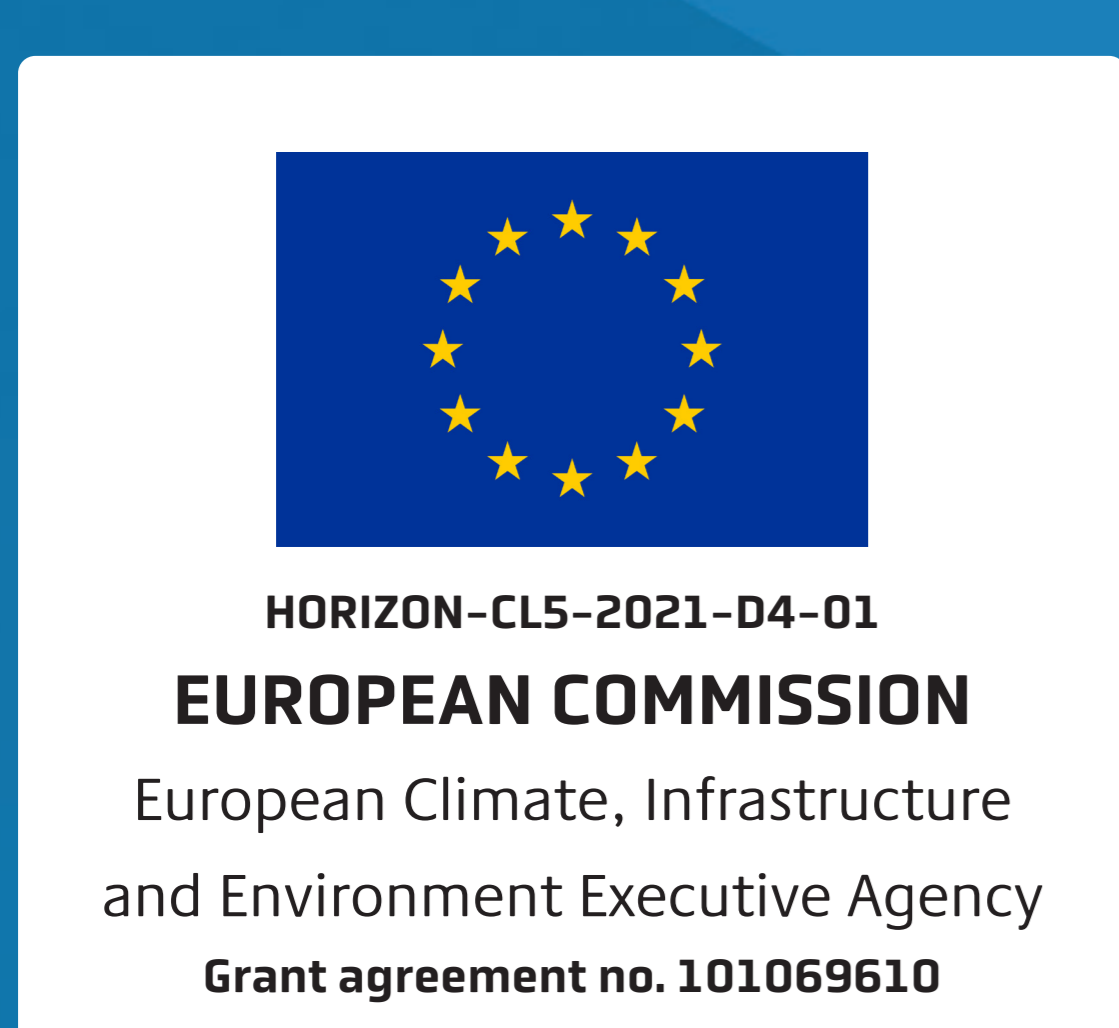 HORIZON-CL5-2021-D4-01
EUROPEAN COMMISSION
European Climate, Infrastructure
and Environment Executive Agency
Grant agreement no. 101069610